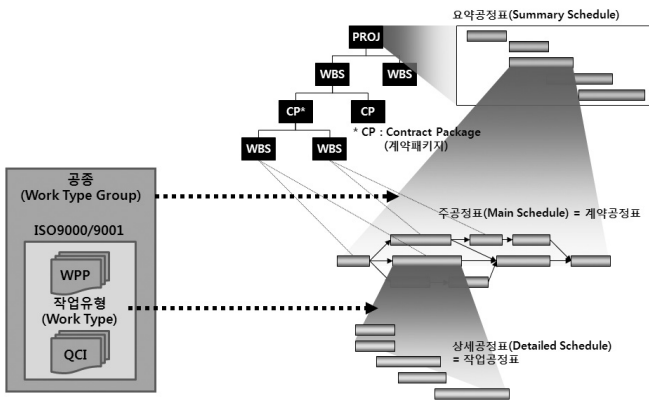 요약공정표(Summary Schedule)
PROJ
WBS
WBS
CP*
CP
* CP : Contract Package
(계약패키지)
WBS
WBS
공종
(Work Type Group)
ISO9000/9001
WPP
작업유형
(Work Type)
QCI
주공정표(Main Schedule) = 계약공정표
상세공정표(Detailed Schedule)
= 작업공정표